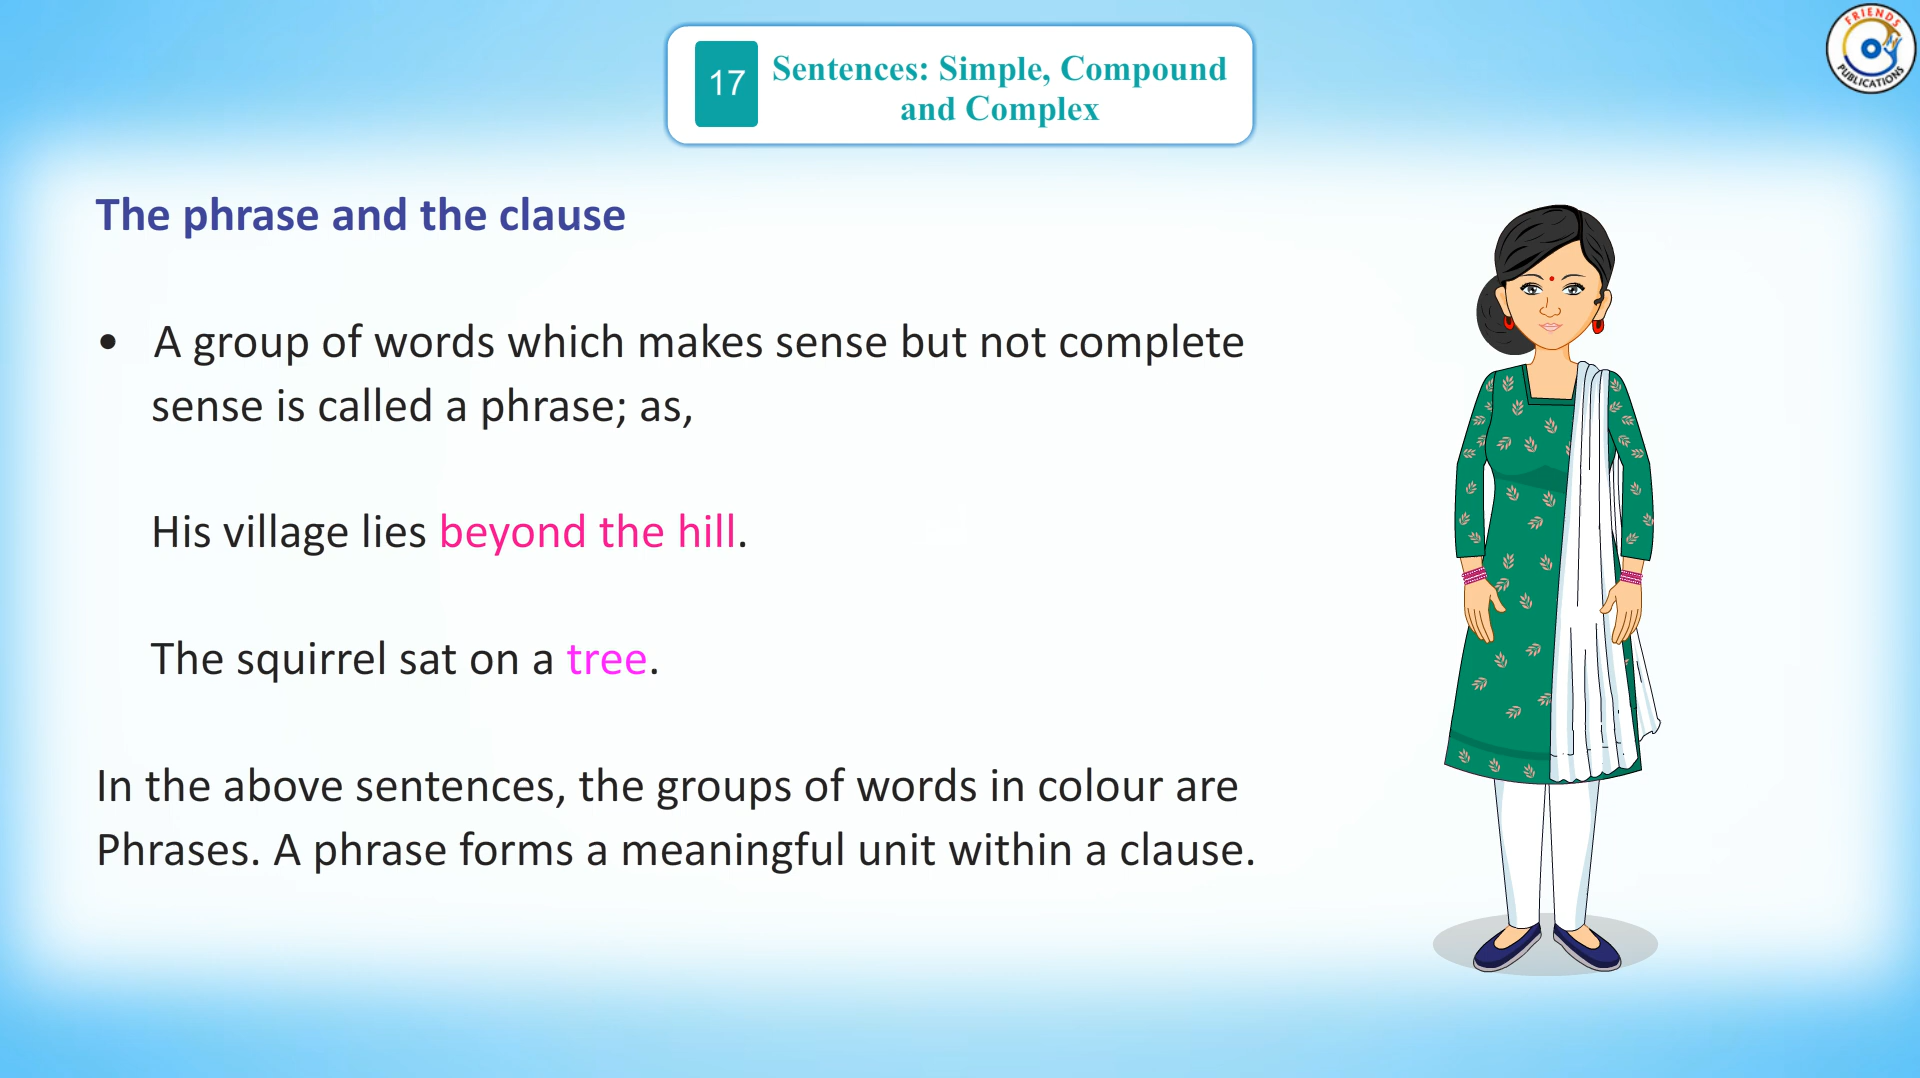 17
Sentences: Simple, Compound
and Complex
FRIENDS
PUBLICATIONS
The phrase and the clause
• A group of words which makes sense but not complete
sense is called a phrase; as,
His village lies beyond the hill.
The squirrel sat on a tree.
In the above sentences, the groups of words in colour are
Phrases. A phrase forms a meaningful unit within a clause.